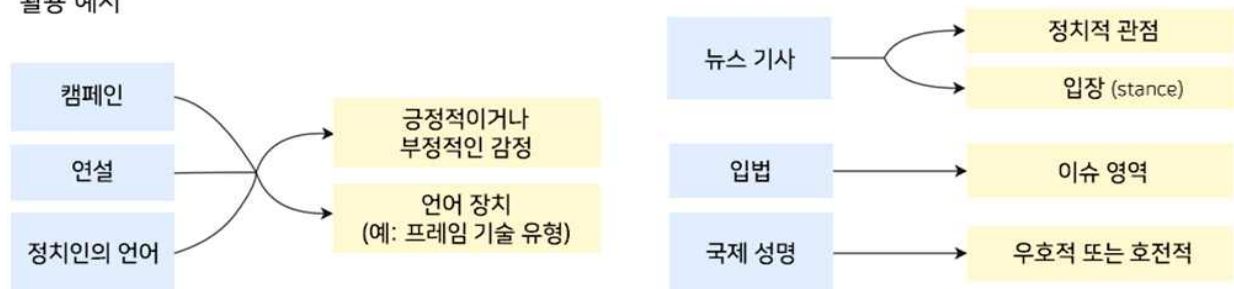 활용 예시
캠페인
연설
정치인의 언어
긍정적이거나
부정적인 감정
언어 장치
(예: 프레임 기술 유형)
뉴스 기사
정치적 관점
입장 (stance)
입법
이슈 영역
국제 성명
우호적 또는 호전적